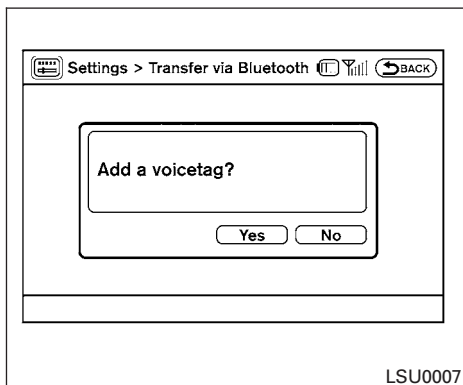 Settings > Transfer via Bluetooth BACK
Add a voicetag?
Yes No
LSU0007